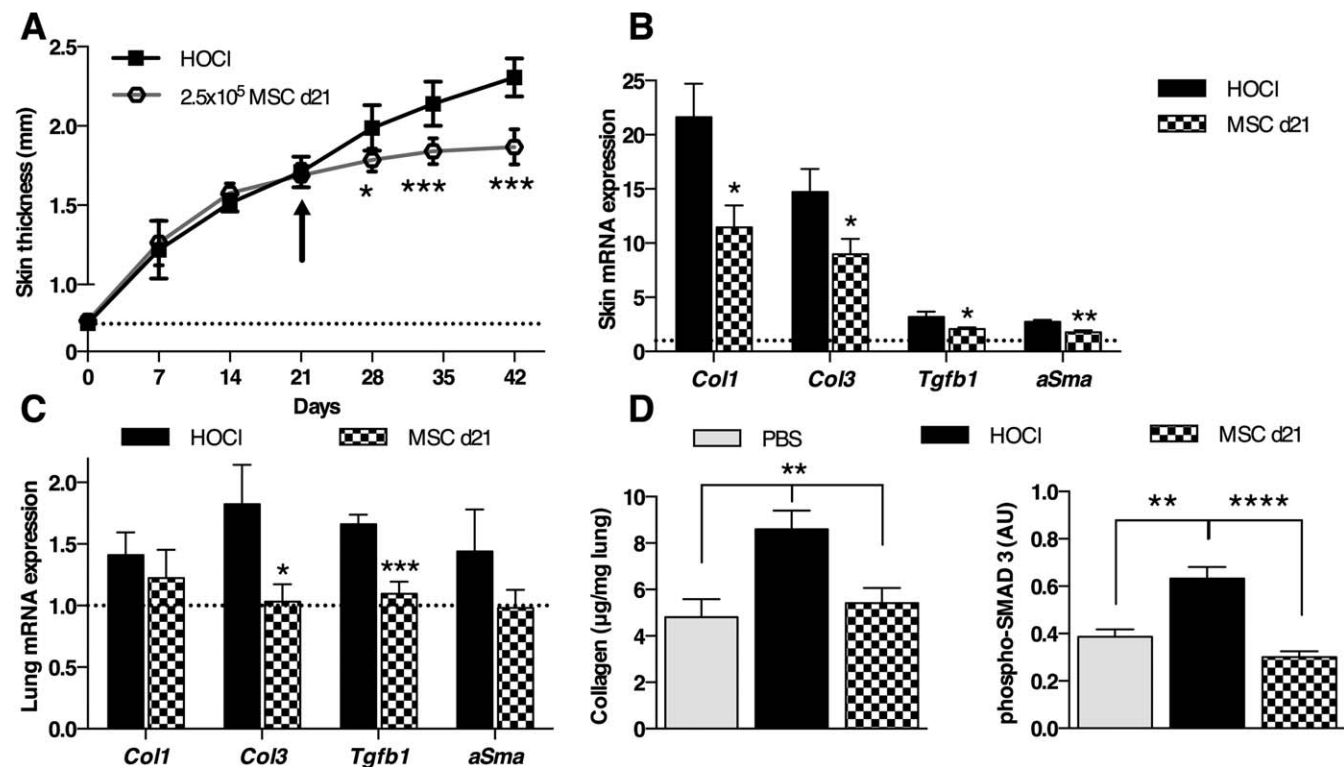 A
HOCl
2.5x10⁵ MSC d21
Skin thickness (mm)
2.5
2.0
1.5
1.0
0
* *** ***
0 7 14 21 28 35 42
Days
B
HOCl
MSC d21
Skin mRNA expression
25
20
15
10
5
0
* * * **
Col1 Col3 Tgfb1 aSma
C
HOCl MSC d21
Lung mRNA expression
2.0
1.5
1.0
0.5
0.0
* ***
Col1 Col3 Tgfb1 aSma
D
PBS HOCl MSC d21
Collagen (µg/mg lung)
10
8
6
4
2
0
**
phospho-SMAD 3 (AU)
1.0
0.8
0.6
0.4
0.2
0.0
** ****